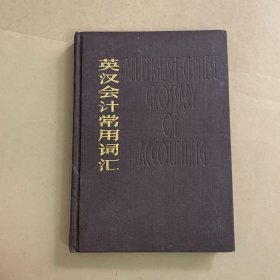 英汉会计常用词汇
AN ENGLISH-CHINESE
GLOSSARY
OF
ACCOUNTING